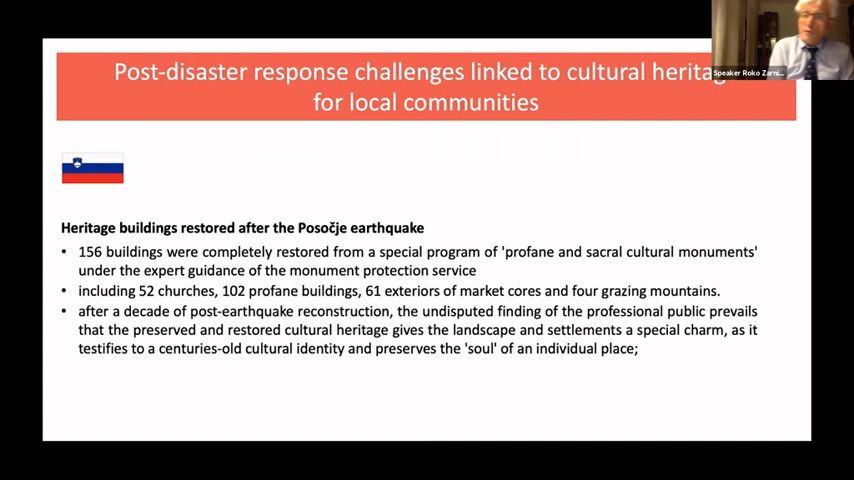 Post-disaster response challenges linked to cultural
for local communities
Speaker Roko Zarni...
Heritage buildings restored after the Posočje earthquake
• 156 buildings were completely restored from a special program of 'profane and sacral cultural monuments'
under the expert guidance of the monument protection service
• including 52 churches, 102 profane buildings, 61 exteriors of market cores and four grazing mountains.
• after a decade of post-earthquake reconstruction, the undisputed finding of the professional public prevails
that the preserved and restored cultural heritage gives the landscape and settlements a special charm, as it
testifies to a centuries-old cultural identity and preserves the 'soul' of an individual place;